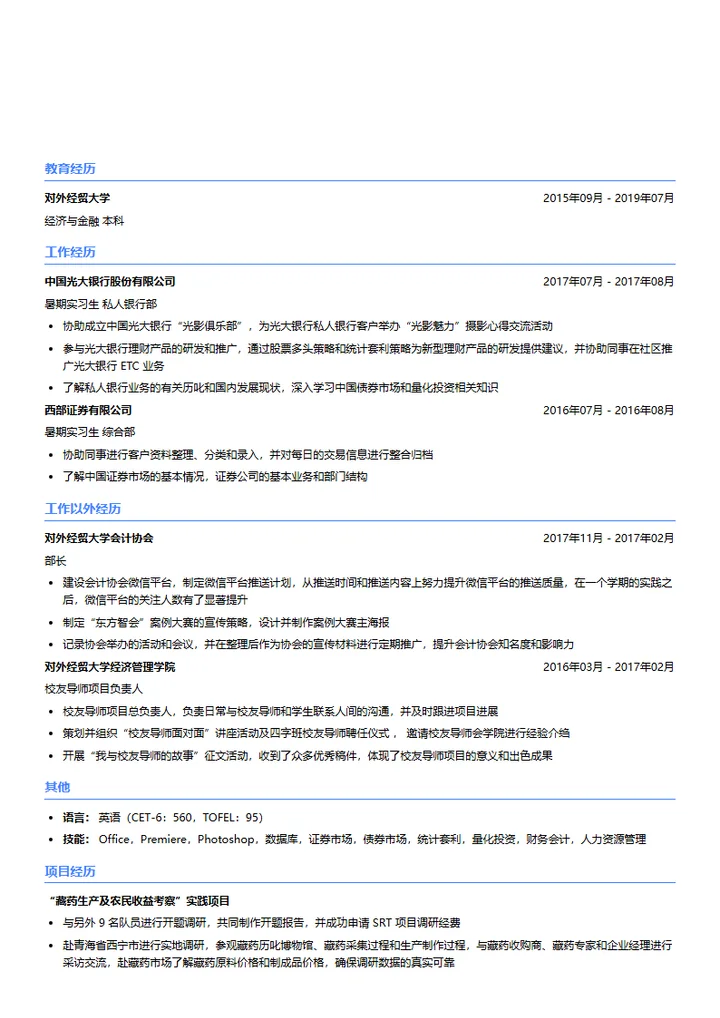 教育经历
对外经贸大学 2015年09月 - 2019年07月
经济与金融 本科
工作经历
中国光大银行股份有限公司 2017年07月 - 2017年08月
暑期实习生 私人银行部
• 协助成立中国光大银行“光影俱乐部”，为光大银行私人银行客户举办“光影魅力”摄影心得交流活动
• 参与光大银行理财产品的研发和推广，通过股票多头策略和统计套利策略为新型理财产品的研发提供建议，并协助同事在社区推
广光大银行 ETC 业务
• 了解私人银行业务的有关历叱和国内发展现状，深入学习中国债券市场和量化投资相关知识
西部证券有限公司 2016年07月 - 2016年08月
暑期实习生 综合部
• 协助同事进行客户资料整理、分类和录入，并对每日的交易信息进行整合归档
• 了解中国证券市场的基本情况，证券公司的基本业务和部门结构
工作以外经历
对外经贸大学会计协会 2017年11月 - 2017年02月
部长
• 建设会计协会微信平台，制定微信平台推送计划，从推送时间和推送内容上努力提升微信平台的推送质量，在一个学期的实践之
后，微信平台的关注人数有了显著提升
• 制定“东方智会”案例大赛的宣传策略，设计并制作案例大赛主海报
• 记录协会举办的活动和会议，并在整理后作为协会的宣传材料进行定期推广，提升会计协会知名度和影响力
对外经贸大学经济管理学院 2016年03月 - 2017年02月
校友导师项目负责人
• 校友导师项目总负责人，负责日常与校友导师和学生联系人间的沟通，并及时跟进项目进展
• 策划并组织“校友导师面对面”讲座活动及四字班校友导师聘任仪式 ， 邀请校友导师会学院进行经验介绉
• 开展“我与校友导师的故事”征文活动，收到了众多优秀稿件，体现了校友导师项目的意义和出色成果
其他
• 语言： 英语（CET-6：560，TOFEL：95）
• 技能： Office，Premiere，Photoshop，数据库，证券市场，债券市场，统计套利，量化投资，财务会计，人力资源管理
项目经历
“藏药生产及农民收益考察”实践项目
• 与另外 9 名队员进行开题调研，共同制作开题报告，并成功申请 SRT 项目调研经费
• 赴青海省西宁市进行实地调研，参观藏药历叱博物馆、藏药采集过程和生产制作过程，与藏药收购商、藏药专家和企业经理进行
采访交流，赴藏药市场了解藏药原料价格和制成品价格，确保调研数据的真实可靠